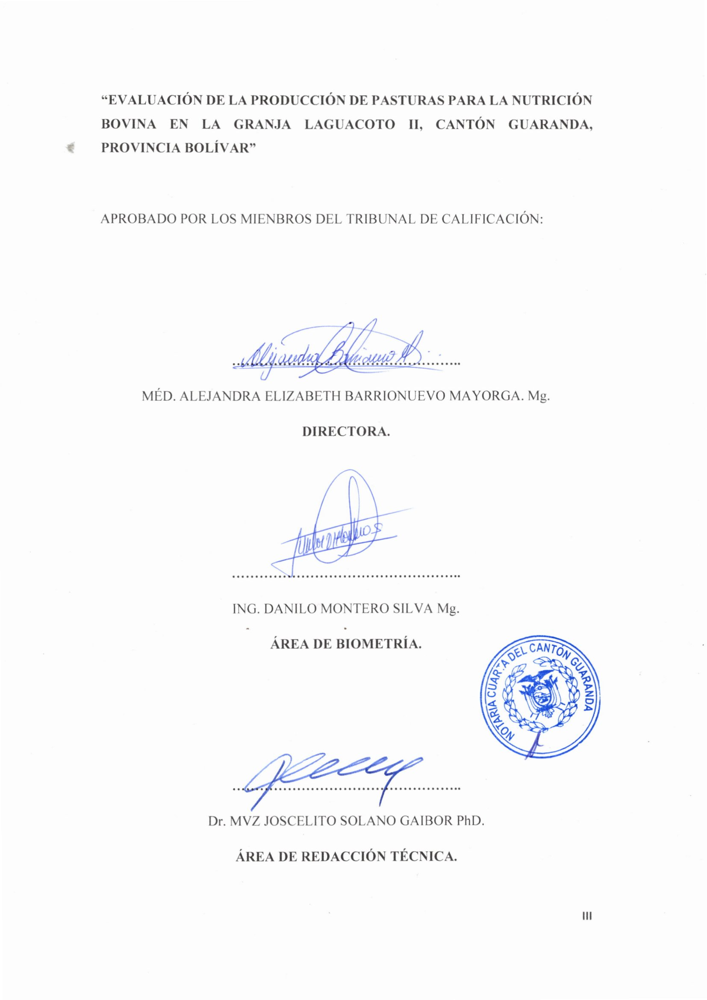 “EVALUACIÓN DE LA PRODUCCIÓN DE PASTURAS PARA LA NUTRICIÓN
BOVINA EN LA GRANJA LAGUACOTO II, CANTÓN GUARANDA,
PROVINCIA BOLÍVAR”
APROBADO POR LOS MIENBROS DEL TRIBUNAL DE CALIFICACIÓN:
Alejandra
MÉD. ALEJANDRA ELIZABETH BARRIONUEVO MAYORGA. Mg.
DIRECTORA.
ING. DANILO MONTERO SILVA Mg.
ÁREA DE BIOMETRÍA.
NOTARIA CUARTA DEL CANTÓN GUARANDA
Dr. MVZ JOSCELITO SOLANO GAIBOR PhD.
ÁREA DE REDACCIÓN TÉCNICA.
III